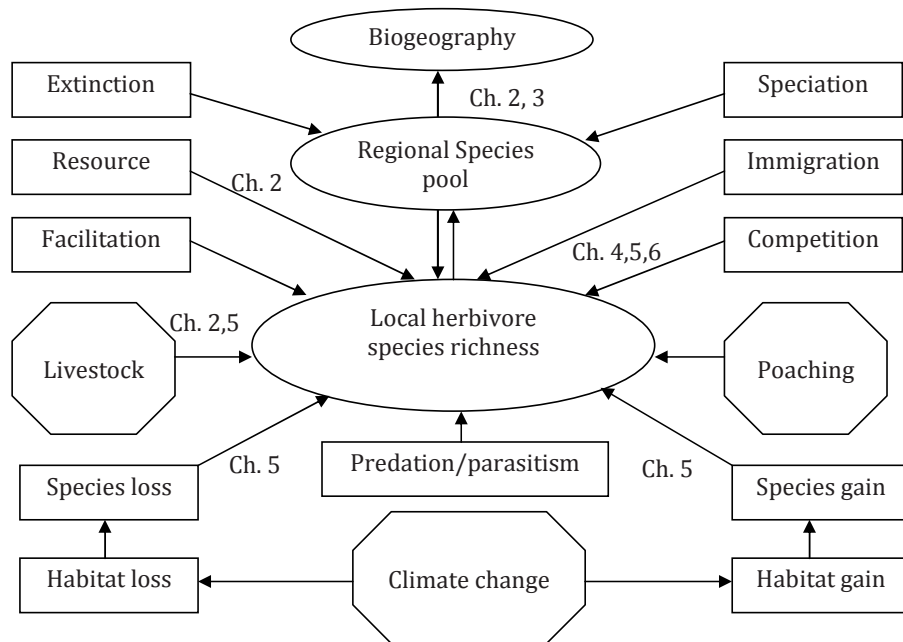 Biogeography
Extinction
Ch. 2, 3
Speciation
Resource
Ch. 2
Regional Species
pool
Immigration
Facilitation
Ch. 4,5,6
Competition
Livestock
Ch. 2,5
Local herbivore
species richness
Poaching
Species loss
Ch. 5
Predation/parasitism
Ch. 5
Species gain
Habitat loss
Climate change
Habitat gain